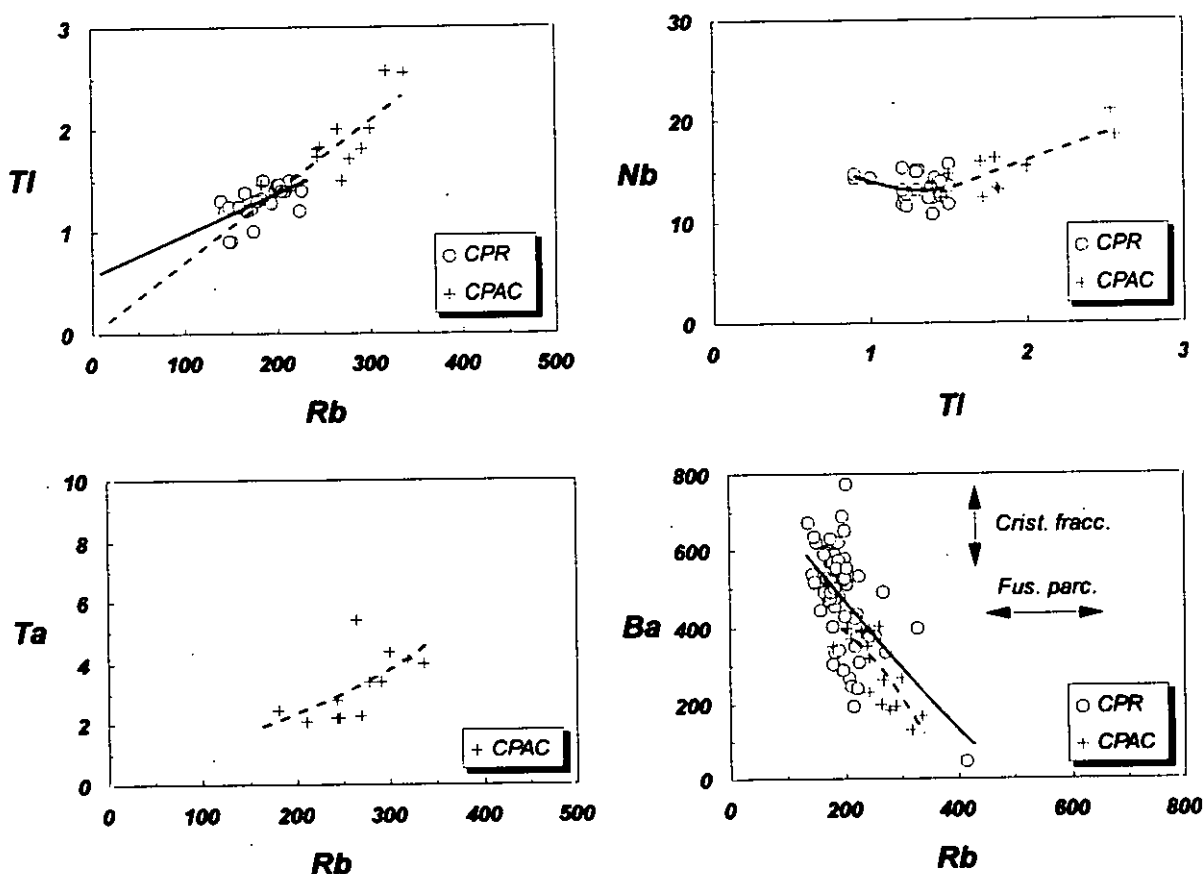 3
2
1
0
Tl
0 100 200 300 400 500
Rb
CPR
CPAC
30
20
10
0
Nb
0 1 2 3
Tl
CPR
CPAC
10
8
6
4
2
0
Ta
0 100 200 300 400 500
Rb
CPAC
800
600
400
200
0
Ba
0 200 400 600 800
Rb
Crist. fracc.
Fus. parc.
CPR
CPAC